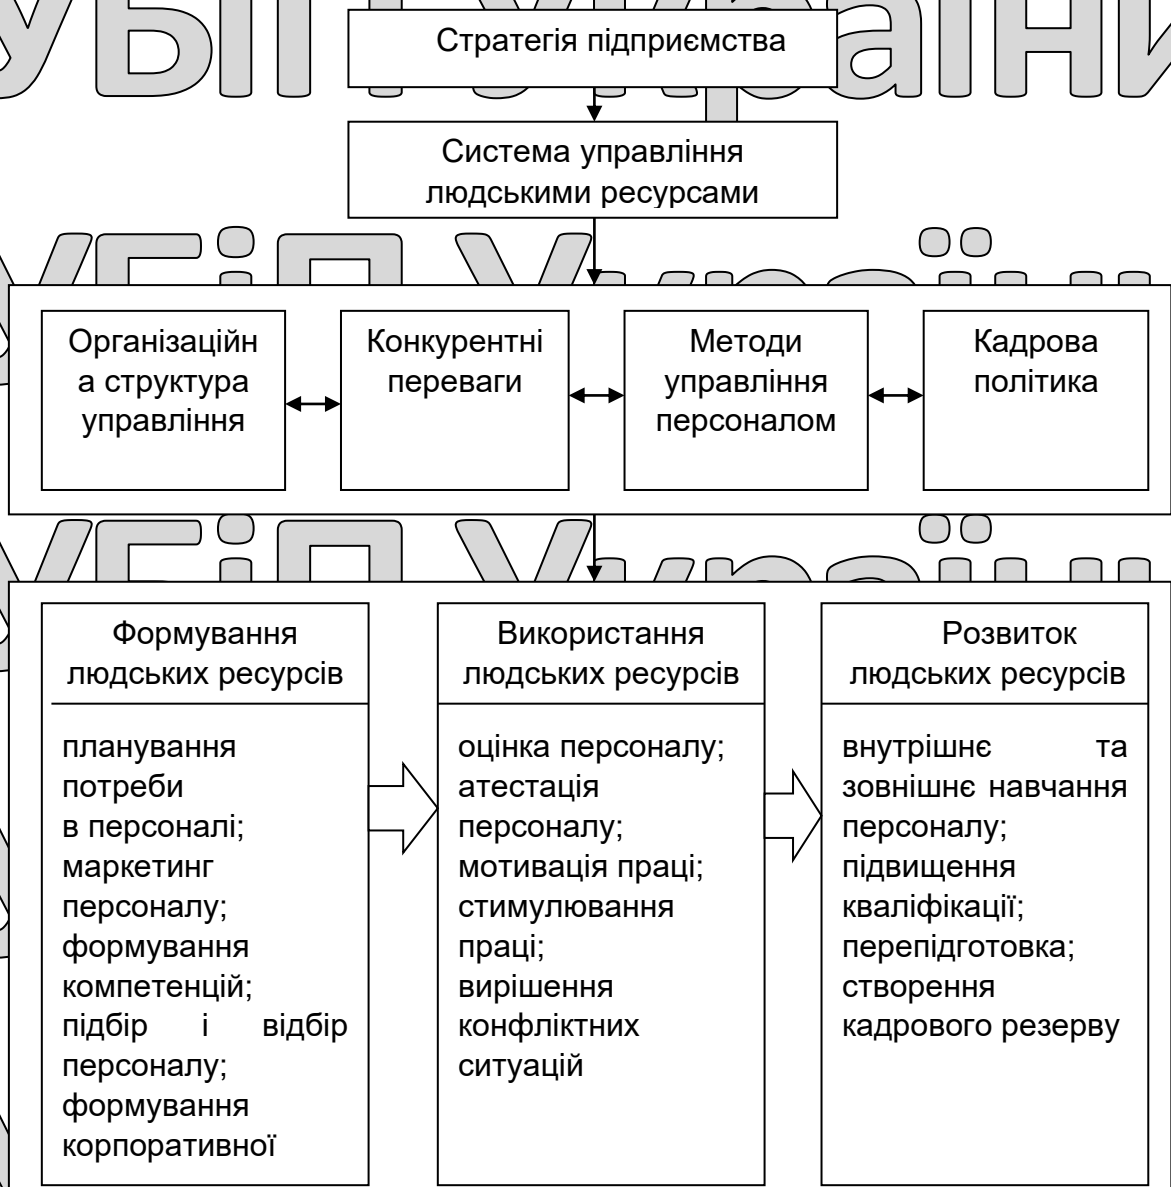 Стратегія підприємства
Система управління
людськими ресурсами
Організаційн
а структура
управління
Конкурентні
переваги
Методи
управління
персоналом
Кадрова
політика
Формування
людських ресурсів
планування
потреби
в персоналі;
маркетинг
персоналу;
формування
компетенцій;
підбір і відбір
персоналу;
формування
корпоративної
Використання
людських ресурсів
оцінка персоналу;
атестація
персоналу;
мотивація праці;
стимулювання
праці;
вирішення
конфліктних
ситуацій
Розвиток
людських ресурсів
внутрішнє та
зовнішнє навчання
персоналу;
підвищення
кваліфікації;
перепідготовка;
створення
кадрового резерву